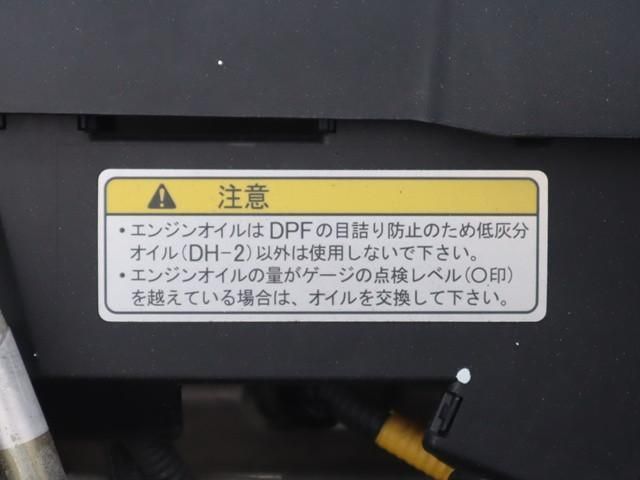 注意
・エンジンオイルはDPFの目詰り防止のため低灰分
オイル(DH-2)以外は使用しないで下さい。
・エンジンオイルの量がゲージの点検レベル(〇印)
を越えている場合は、オイルを交換して下さい。